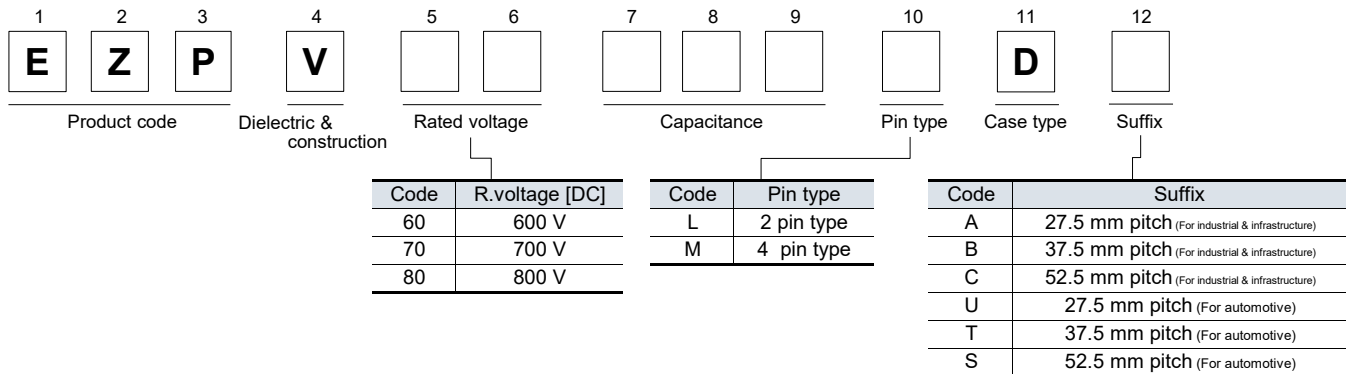 1 2 3 4 5 6 7 8 9 10 11 12
E Z P V D
Product code Dielectric & construction Rated voltage Capacitance Pin type Case type Suffix
Code R.voltage [DC]
60 600 V
70 700 V
80 800 V
Code Pin type
L 2 pin type
M 4 pin type
Code Suffix
A 27.5 mm pitch (For industrial & infrastructure)
B 37.5 mm pitch (For industrial & infrastructure)
C 52.5 mm pitch (For industrial & infrastructure)
U 27.5 mm pitch (For automotive)
T 37.5 mm pitch (For automotive)
S 52.5 mm pitch (For automotive)